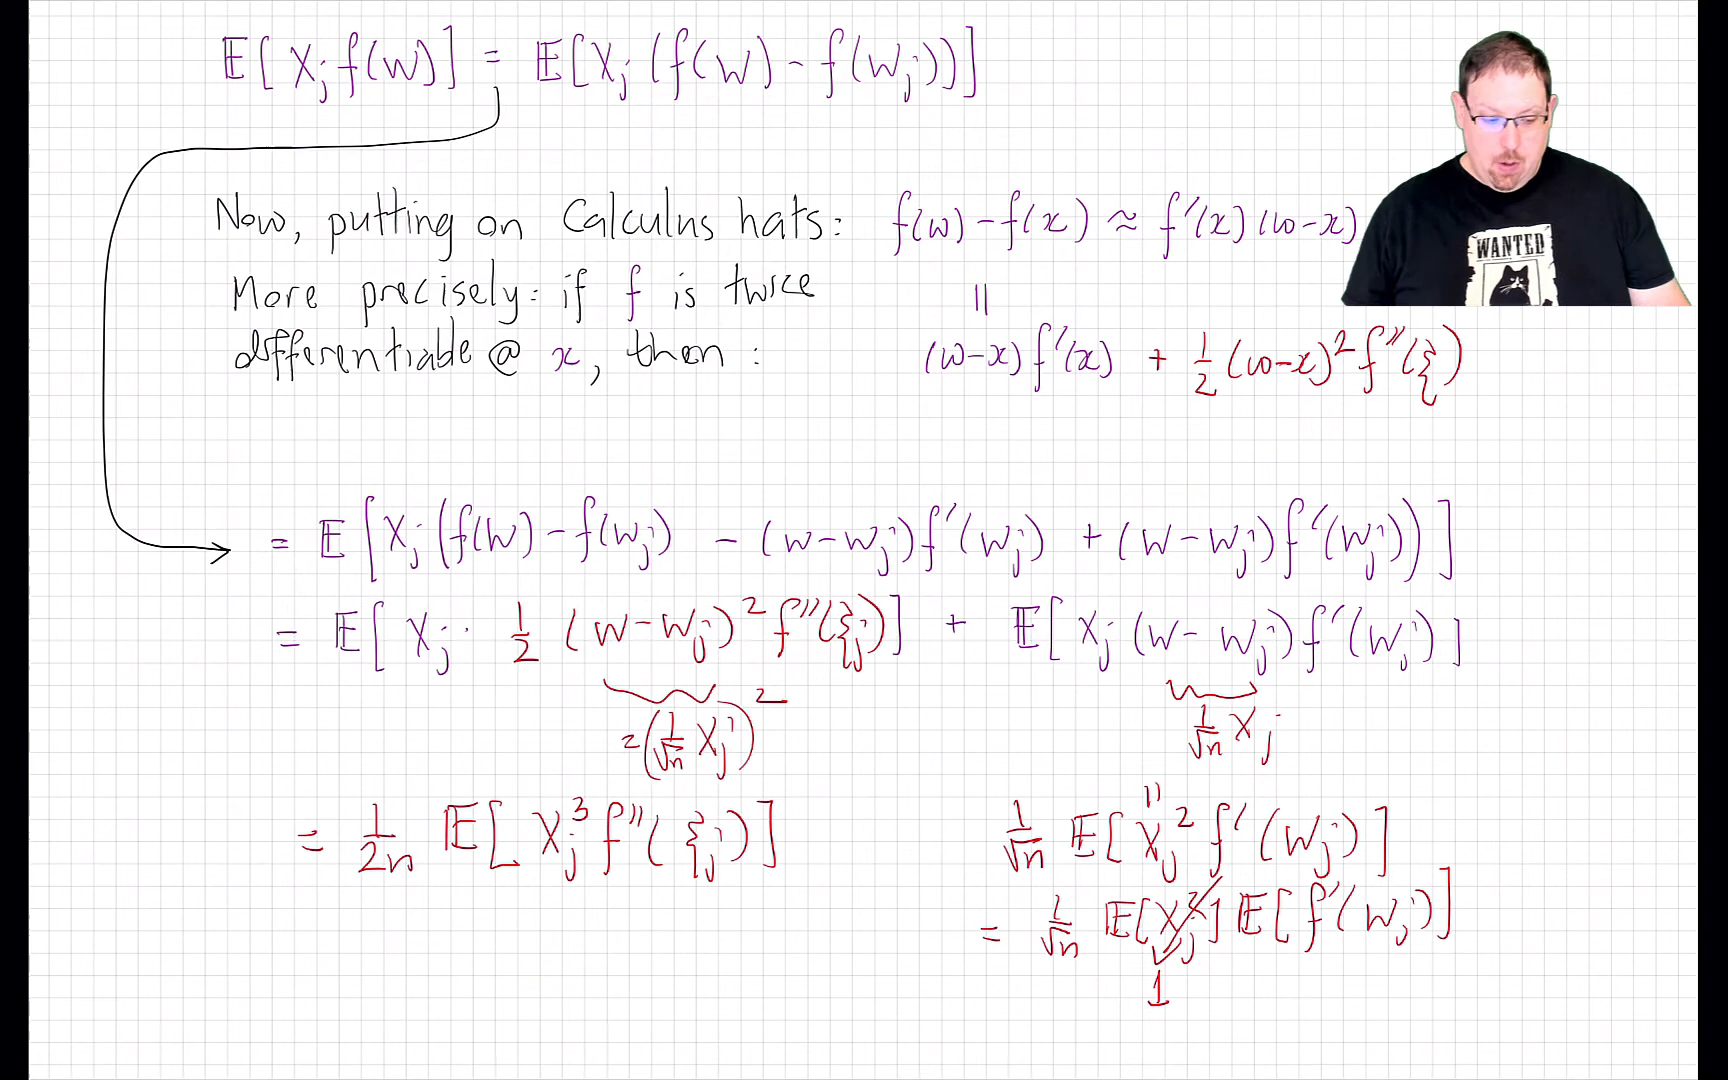 𝔼[X_j f(W)] = 𝔼[X_j (f(W) - f(W_j))]
Now, putting on Calculus hats: f(w) - f(x) ≈ f'(x)(w-x)
WANTED
More precisely: if f is twice
differentiable @ x, then:
=
(w-x)f'(x) + 1/2 (w-x)² f''(ξ)
= 𝔼[X_j (f(W) - f(W_j) - (W-W_j)f'(W_j) + (W-W_j)f'(W_j))]
= 𝔼[X_j · 1/2 (W-W_j)² f''(ξ_j)] + 𝔼[X_j (W-W_j)f'(W_j)]
=(1/√n X_j)²
1/√n X_j
= 1/2n 𝔼[X_j³ f''(ξ_j)]
=
1/√n 𝔼[X_j² f'(W_j)]
= 1/√n 𝔼[X_j²] 𝔼[f'(W_j)]
1